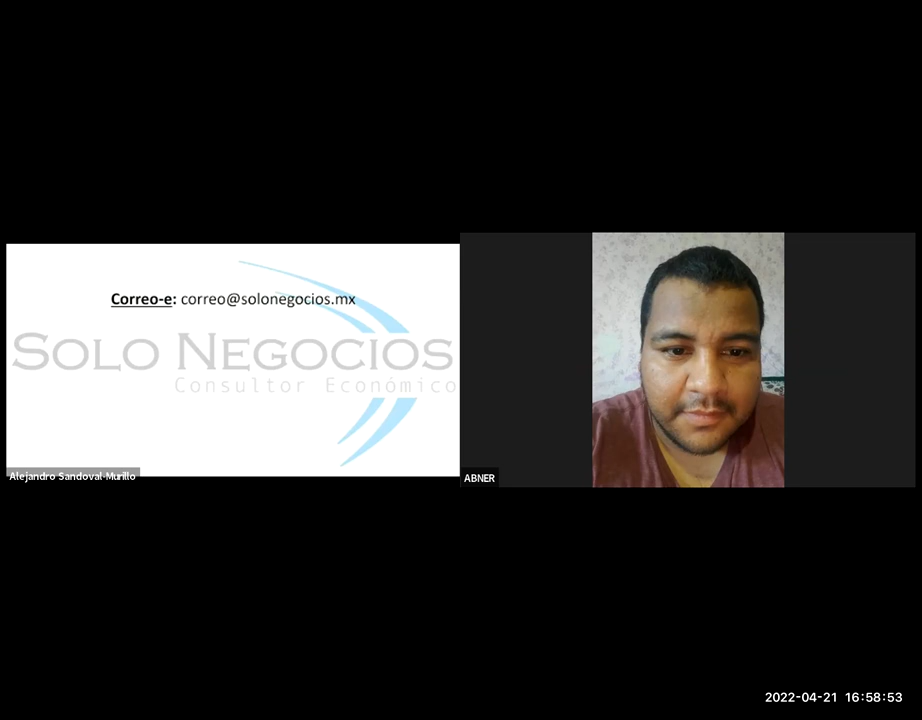 Correo-e: correo@solonegocios.mx
SOLO NEGOCIOS
Consultor Económico
Alejandro Sandoval-Murillo
ABNER
2022-04-21 16:58:53